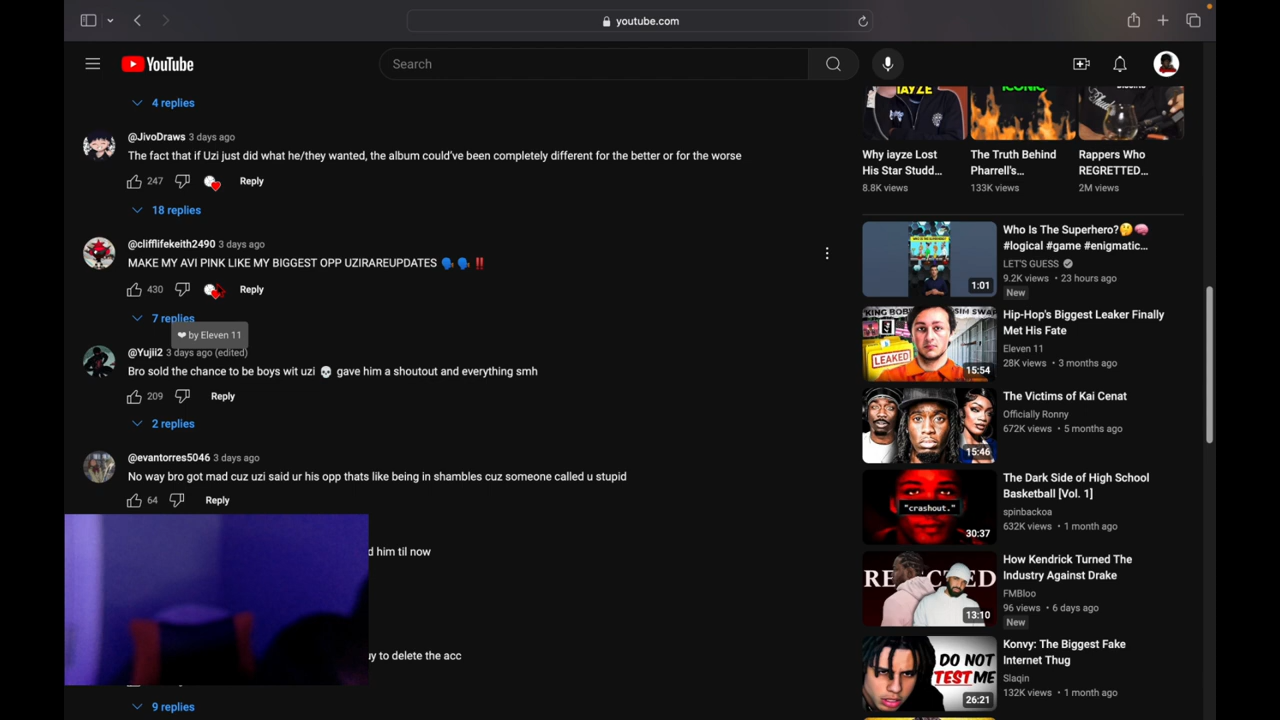 youtube.com
YouTube
Search
4 replies
@JivoDraws 3 days ago
The fact that if Uzi just did what he/they wanted, the album could've been completely different for the better or for the worse
247 Reply
18 replies
@clifflifekeith2490 3 days ago
MAKE MY AVI PINK LIKE MY BIGGEST OPP UZIRAREUPDATES 🗣️🗣️‼️
430 Reply
7 replies
❤ by Eleven 11
@Yujii2 3 days ago (edited)
Bro sold the chance to be boys wit uzi 💀 gave him a shoutout and everything smh
209 Reply
2 replies
@evantorres5046 3 days ago
No way bro got mad cuz uzi said ur his opp thats like being in shambles cuz someone called u stupid
64 Reply
d him til now
uy to delete the acc
9 replies
IAYZE
ICONIC
Why iayze Lost
His Star Studd...
8.8K views
The Truth Behind
Pharrell's...
133K views
Rappers Who
REGRETTED...
2M views
1:01
Who Is The Superhero?🤔🧠
#logical #game #enigmatic...
LET'S GUESS
9.2K views • 23 hours ago
New
KING BOB
SIM SWAP
LEAKED
15:54
Hip-Hop's Biggest Leaker Finally
Met His Fate
Eleven 11
28K views • 3 months ago
15:46
The Victims of Kai Cenat
Officially Ronny
672K views • 5 months ago
"crashout."
30:37
The Dark Side of High School
Basketball [Vol. 1]
spinbackoa
632K views • 1 month ago
13:10
How Kendrick Turned The
Industry Against Drake
FMBloo
96 views • 6 days ago
New
DO NOT
TEST ME
26:21
Konvy: The Biggest Fake
Internet Thug
Slaqin
132K views • 1 month ago